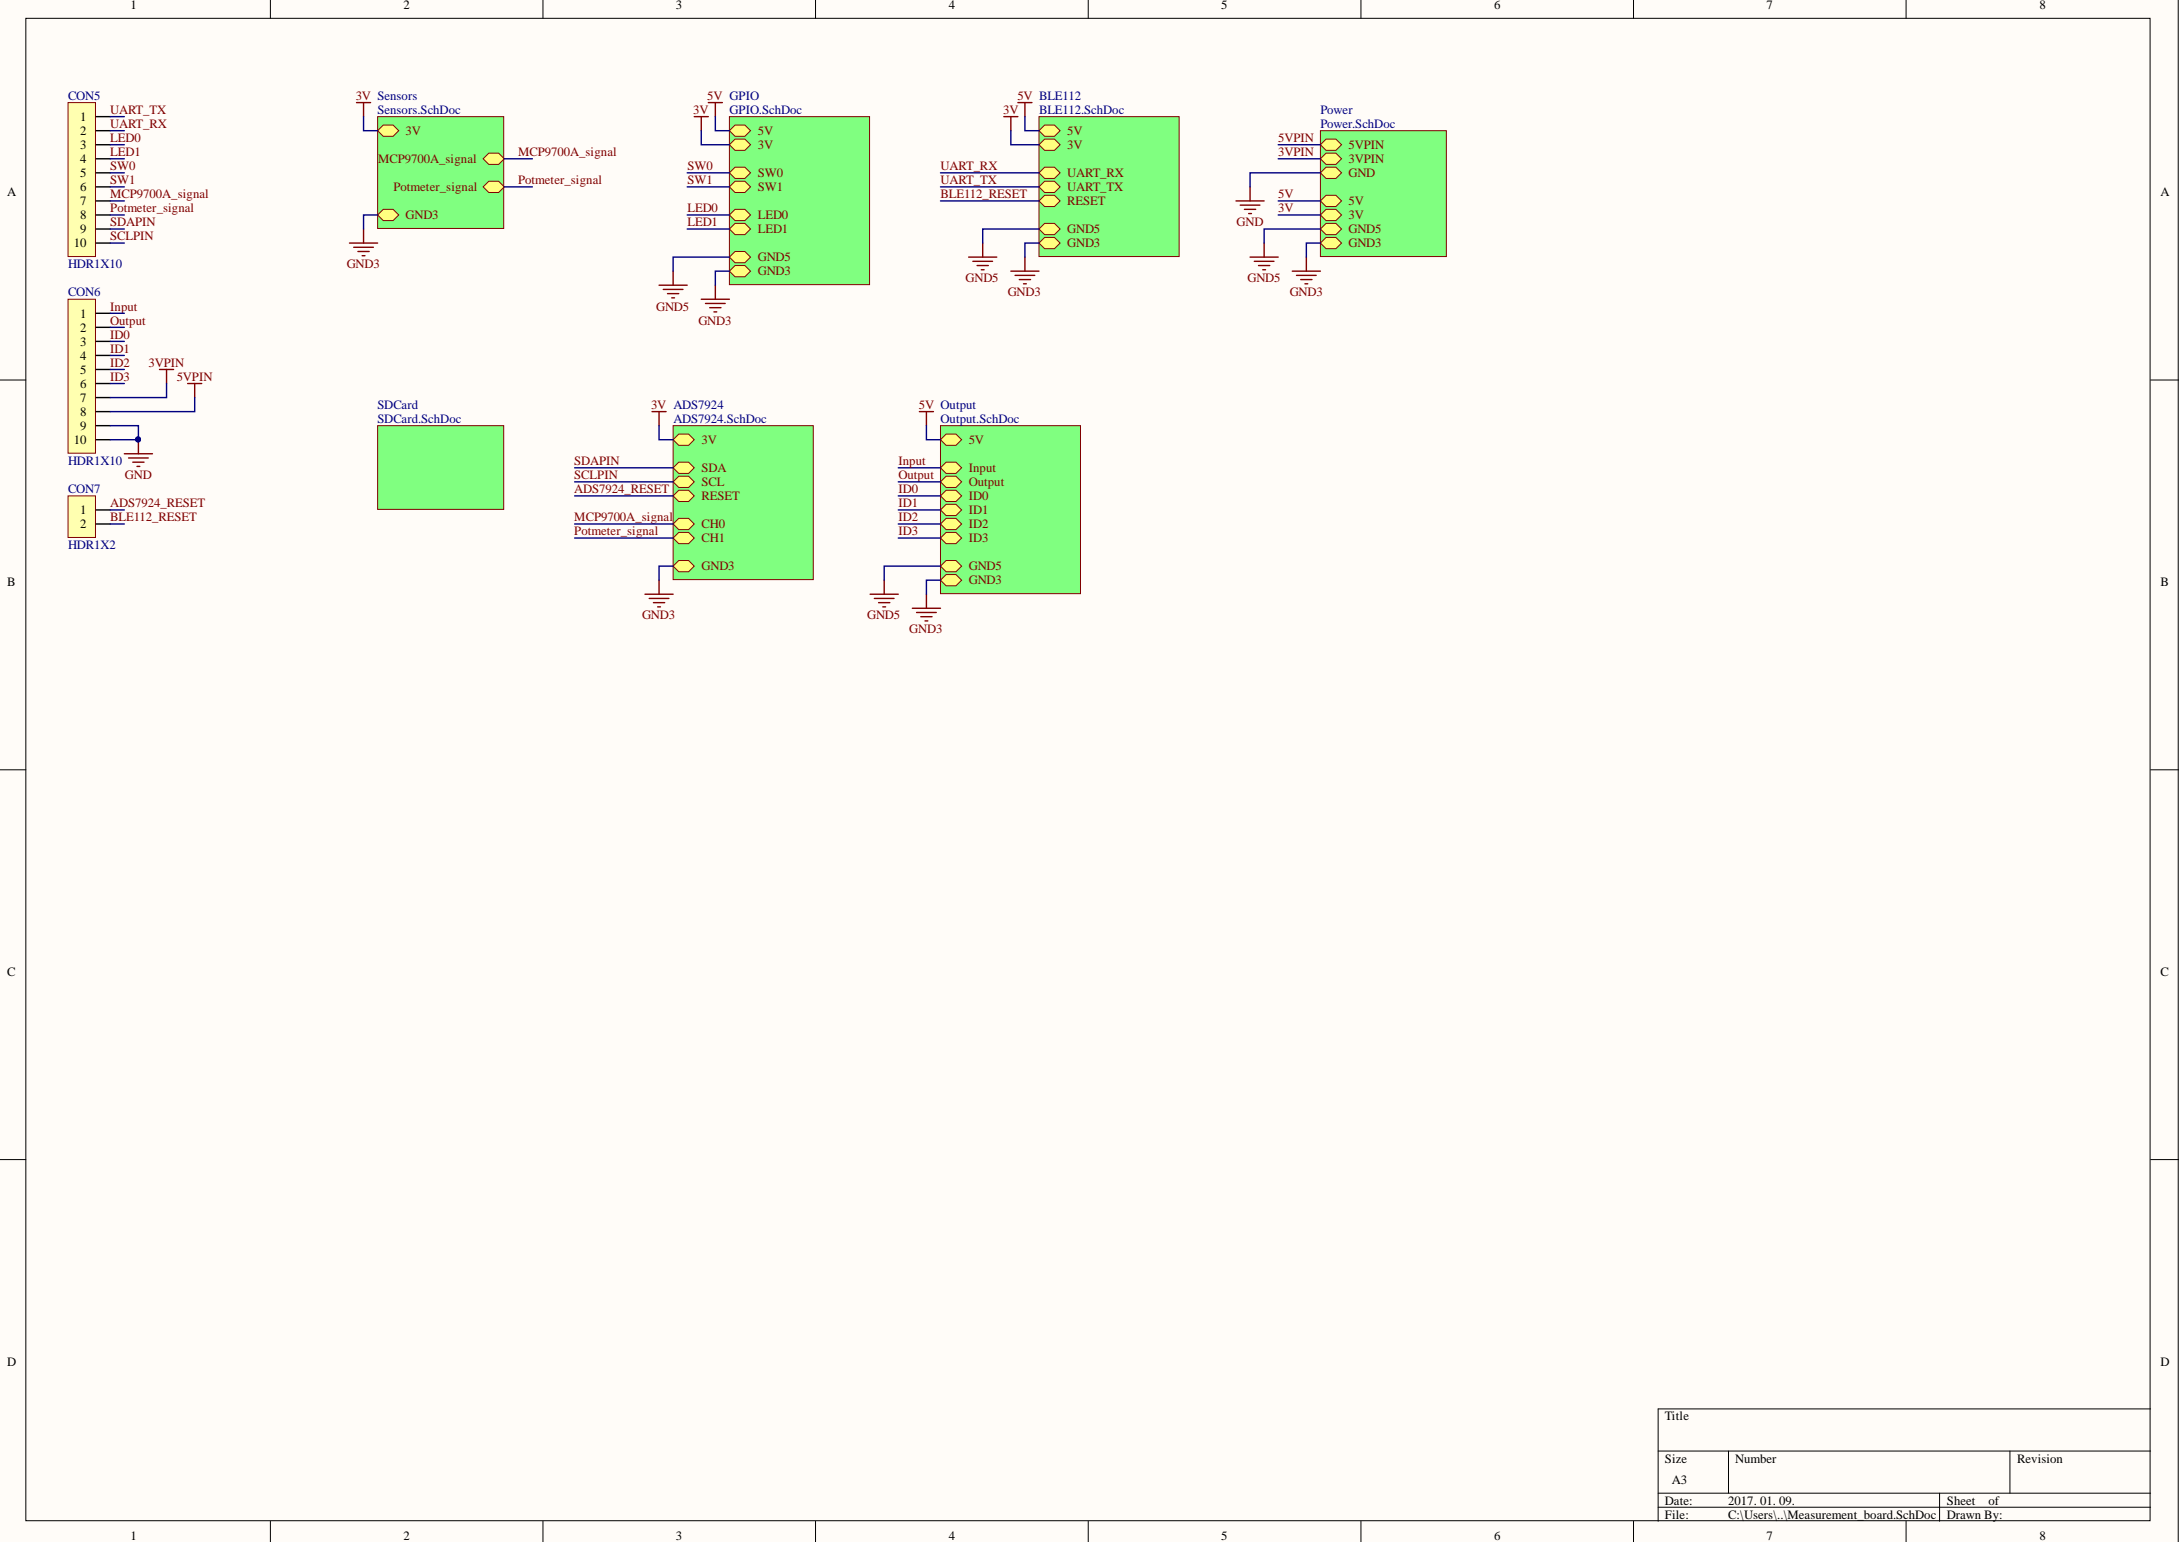 1 2 3 4 5 6 7 8
A A
B B
C C
D D
CON5
1 UART_TX
2 UART_RX
3 LED0
4 LED1
5 SW0
6 SW1
7 MCP9700A_signal
8 Potmeter_signal
9 SDAPIN
10 SCLPIN
HDR1X10
CON6
1 Input
2 Output
3 ID0
4 ID1
5 ID2
6 ID3
7 3VPIN
8 5VPIN
9
10
HDR1X10
GND
CON7
1 ADS7924_RESET
2 BLE112_RESET
HDR1X2
3V Sensors
Sensors.SchDoc
3V
MCP9700A_signal MCP9700A_signal
Potmeter_signal Potmeter_signal
GND3
GND3
5V GPIO
3V GPIO.SchDoc
5V
3V
SW0 SW0
SW1 SW1
LED0 LED0
LED1 LED1
GND5
GND3
GND5
GND3
5V BLE112
3V BLE112.SchDoc
5V
3V
UART_RX UART_RX
UART_TX UART_TX
BLE112_RESET RESET
GND5
GND3
GND5
GND3
Power
Power.SchDoc
5VPIN 5VPIN
3VPIN 3VPIN
GND
5V 5V
3V 3V
GND
GND5
GND3
GND5
GND3
SDCard
SDCard.SchDoc
3V ADS7924
ADS7924.SchDoc
3V
SDAPIN SDA
SCLPIN SCL
ADS7924_RESET RESET
MCP9700A_signal CH0
Potmeter_signal CH1
GND3
GND3
5V Output
Output.SchDoc
5V
Input Input
Output Output
ID0 ID0
ID1 ID1
ID2 ID2
ID3 ID3
GND5
GND3
GND5
GND3
Title
Size Number Revision
A3
Date: 2017. 01. 09. Sheet of
File: C:\Users\..\Measurement_board.SchDoc Drawn By:
1 2 3 4 5 6 7 8